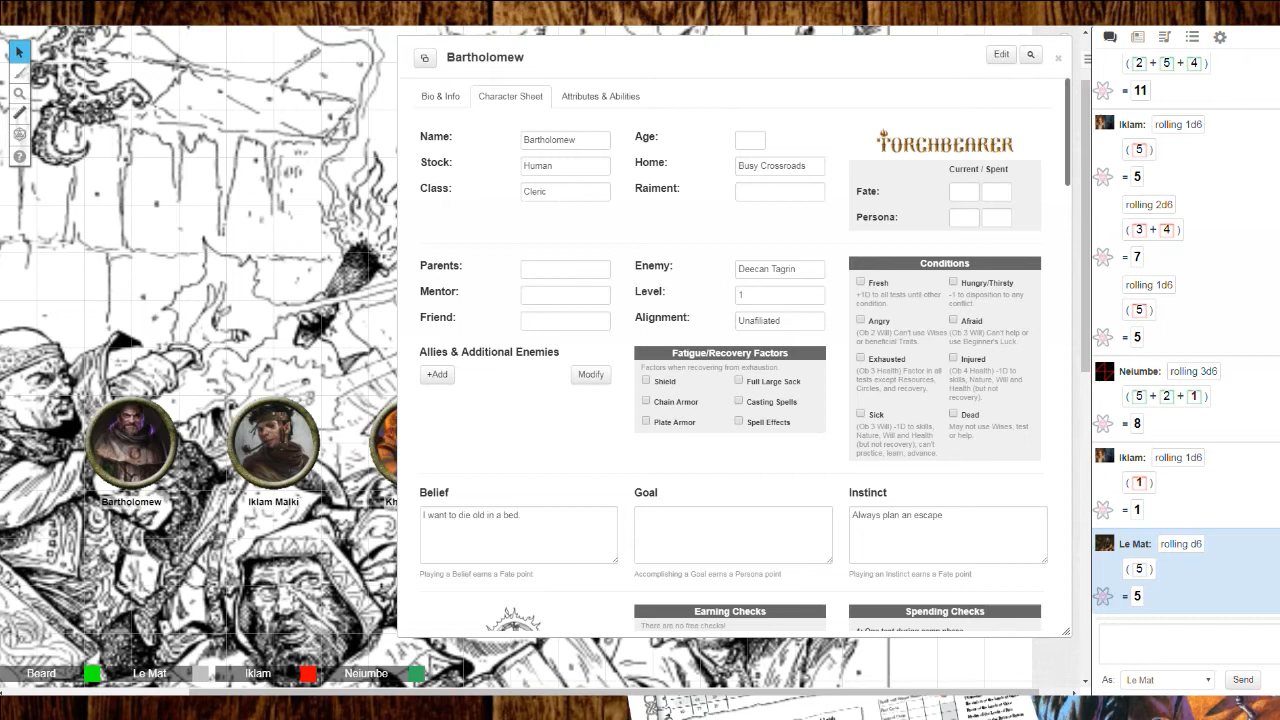 Bartholomew
Edit
Bio & Info
Character Sheet
Attributes & Abilities
Name:
Bartholomew
Age:
Stock:
Human
Home:
Busy Crossroads
Class:
Cleric
Raiment:
TORCHBEARER
Current / Spent
Fate:
Persona:
Parents:
Enemy:
Deecan Tagrin
Mentor:
Level:
1
Friend:
Alignment:
Unafiliated
Allies & Additional Enemies
+Add
Modify
Fatigue/Recovery Factors
Factors when recovering from exhaustion.
Shield
Full Large Sack
Chain Armor
Casting Spells
Plate Armor
Spell Effects
Conditions
Fresh
+1D to all tests until other
condition.
Hungry/Thirsty
-1 to disposition to any
conflict.
Angry
(Ob 2 Will) Can't use Wises
or beneficial Traits.
Afraid
(Ob 3 Will) Can't help or
use Beginner's Luck
Exhausted
(Ob 3 Health) Factor in all
tests except Resources,
Circles, and recovery.
Injured
(Ob 4 Health) -1D to
skills, Nature, Will and
Health (but not
recovery).
Sick
(Ob 3 Will) -1D to skills,
Nature, Will and Health
(but not recovery), can't
practice, learn, advance.
Dead
May not use Wises, test
or help.
Belief
I want to die old in a bed.
Playing a Belief earns a Fate point
Goal
Accomplishing a Goal earns a Persona point
Instinct
Always plan an escape
Playing an Instinct earns a Fate point
Earning Checks
There are no free checks!
Spending Checks
Bartholomew
Iklam Malki
Beard
Le Mat
Iklam
Neiumbe
( 2 + 5 + 4 )
= 11
Iklam: rolling 1d6
( 5 )
= 5
rolling 2d6
( 3 + 4 )
= 7
rolling 1d6
( 5 )
= 5
Neiumbe: rolling 3d6
( 5 + 2 + 1 )
= 8
Iklam: rolling 1d6
( 1 )
= 1
Le Mat: rolling d6
( 5 )
= 5
As: Le Mat
Send